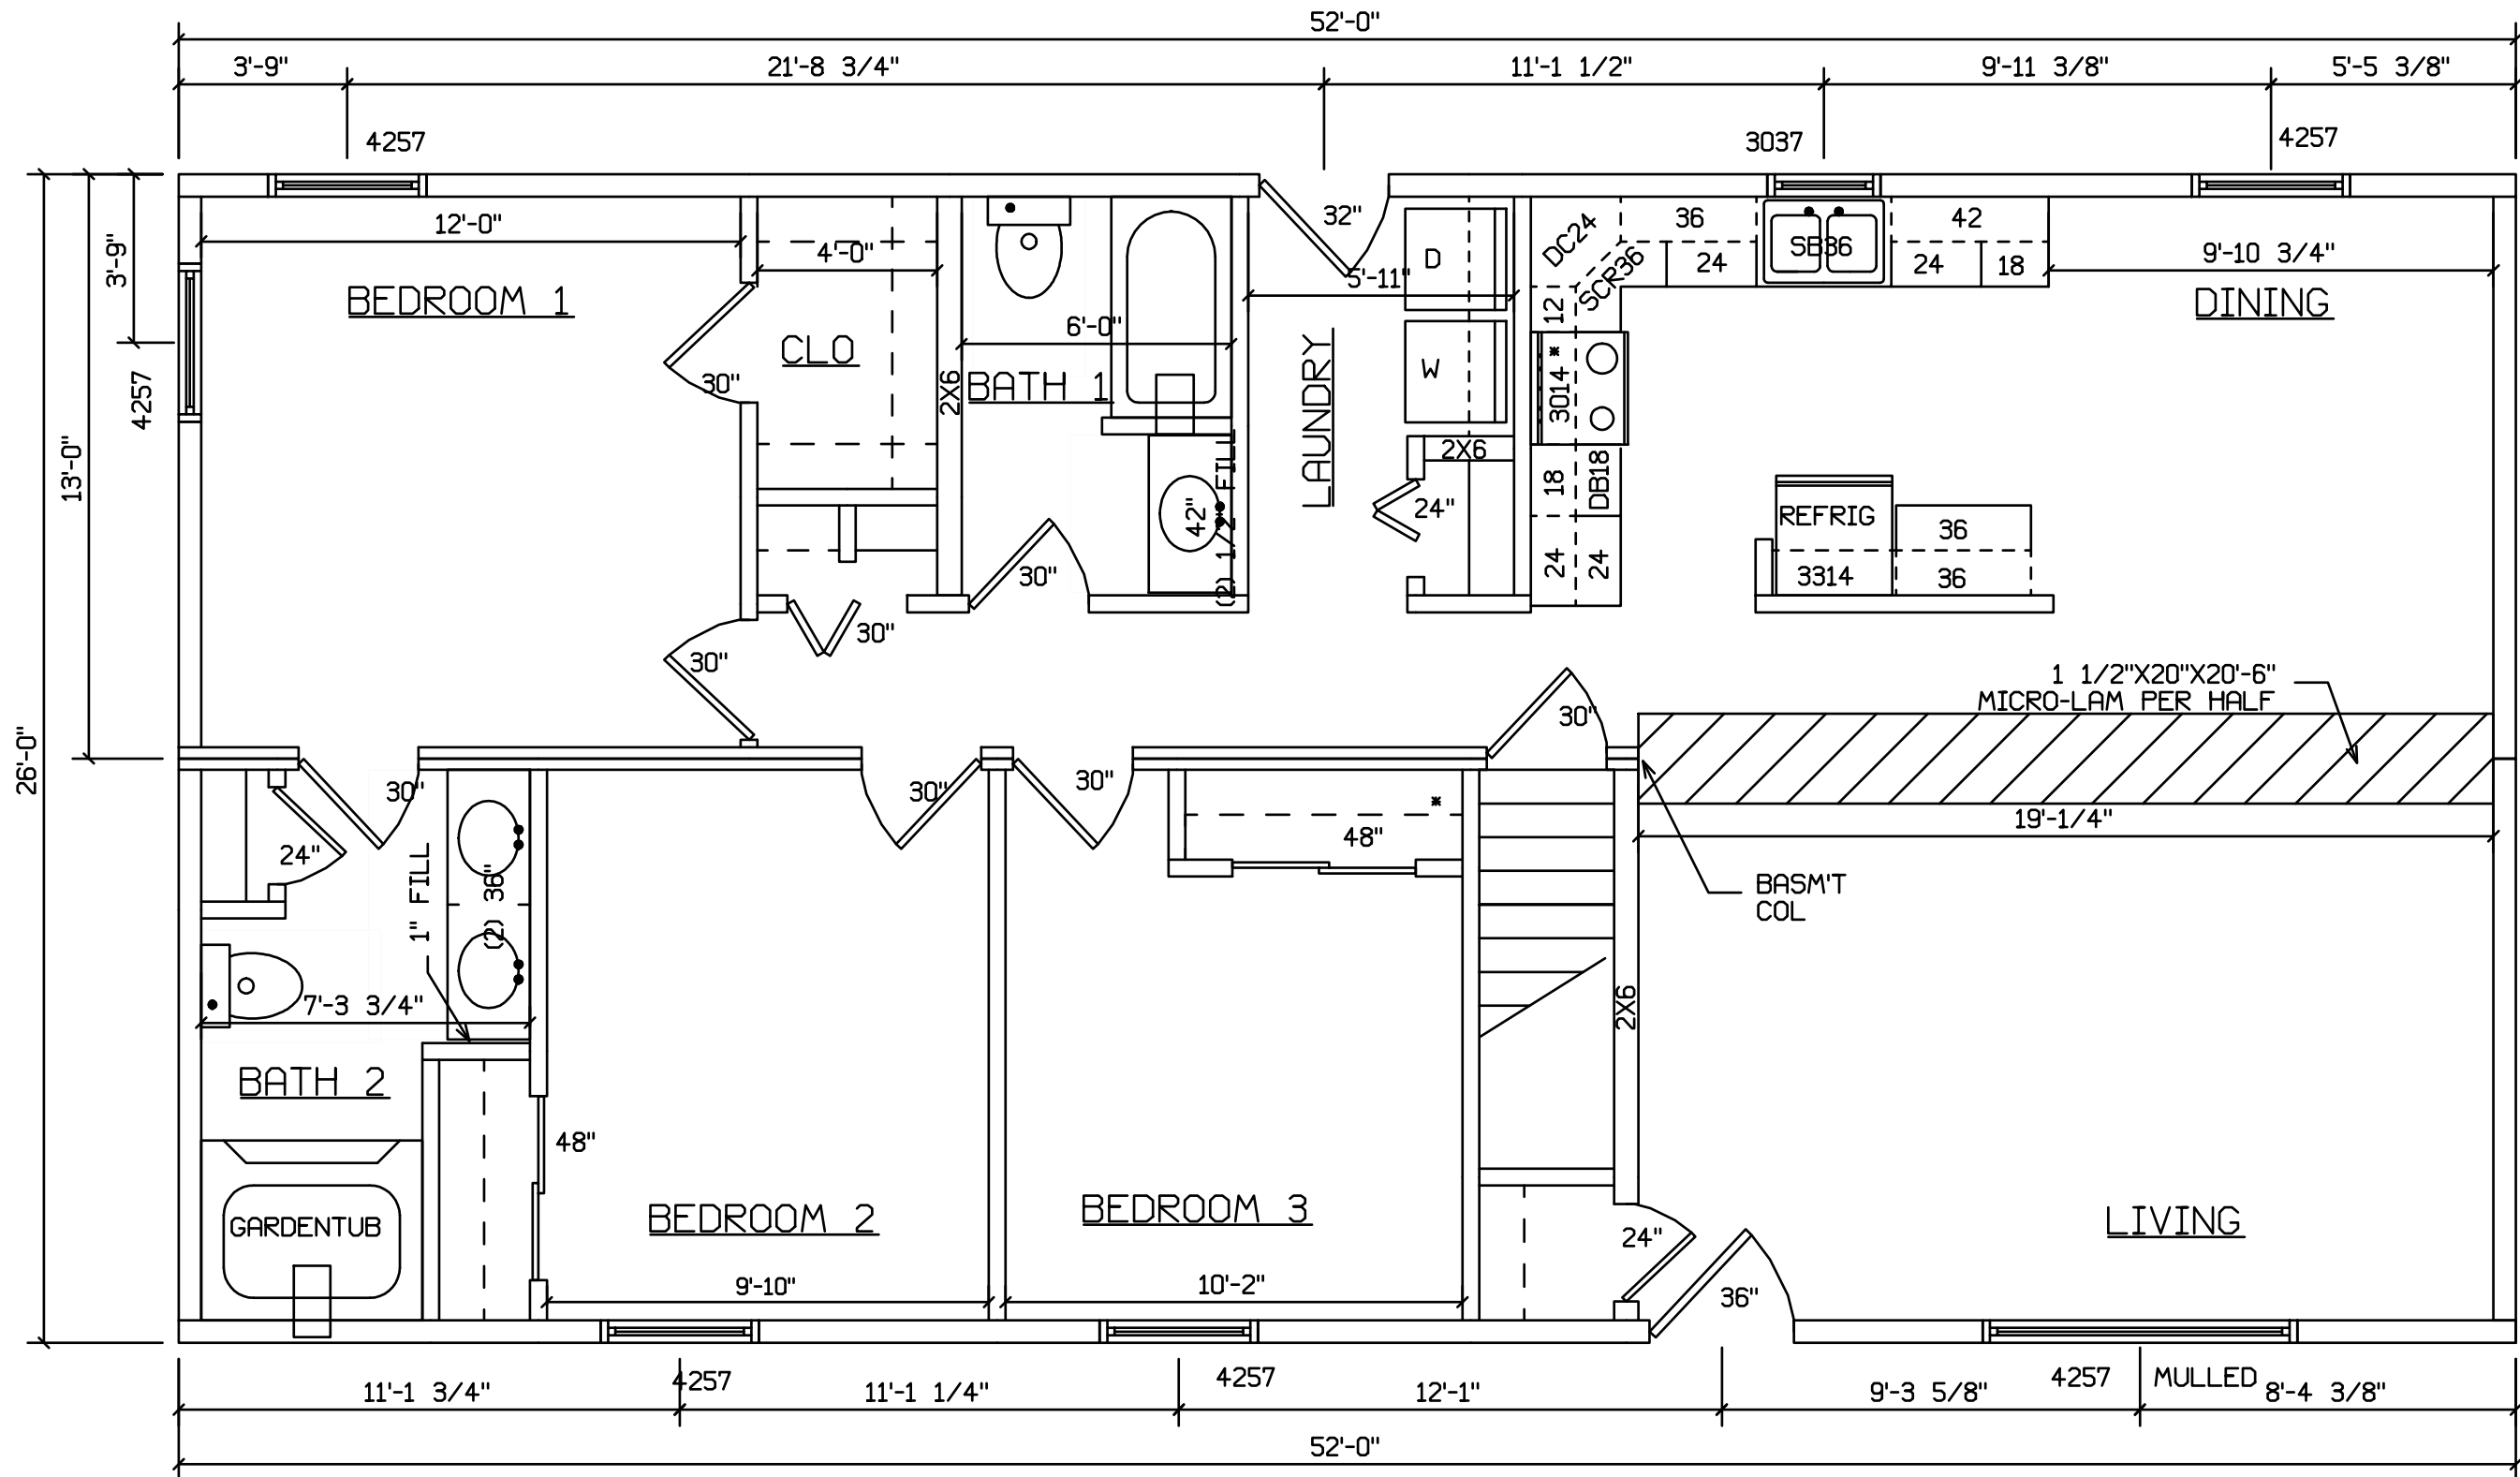 52'-0"
3'-9"
21'-8 3/4"
11'-1 1/2"
9'-11 3/8"
5'-5 3/8"
4257
3037
4257
32"
12'-0"
4'-0"
DC24
36
SB36
42
9'-10 3/4"
3'-9"
BEDROOM 1
D
5'-11"
SCR36
24
24
18
DINING
12
6'-0"
CLO
30"
2X6
BATH 1
LAUNDRY
W
3014 *
4257
13'-0"
2X6
18
DB18
24"
42"
(2) 1/2" FILL
REFRIG
36
30"
24
24
3314
36
30"
30"
1 1/2"X20"X20'-6"
MICRO-LAM PER HALF
30"
26'-0"
30"
30"
30"
*
48"
19'-1/4"
24"
1" FILL
(2) 36"
BASM'T
COL
7'-3 3/4"
2X6
BATH 2
48"
GARDENTUB
BEDROOM 2
BEDROOM 3
LIVING
24"
9'-10"
10'-2"
36"
4257
4257
4257
MULLED
11'-1 3/4"
11'-1 1/4"
12'-1"
9'-3 5/8"
8'-4 3/8"
52'-0"